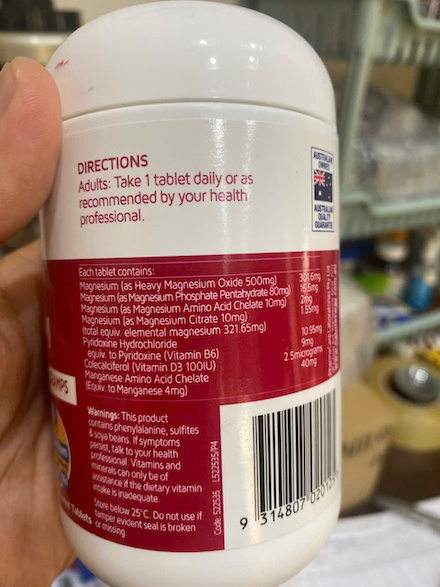 DIRECTIONS
Adults: Take 1 tablet daily or as
recommended by your health
professional.
AUSTRALIAN
OWNED
AUSTRALIAN
QUALITY
GUARANTEE
Each tablet contains:
Magnesium (as Heavy Magnesium Oxide 500mg) 301.6mg
Magnesium (as Magnesium Phosphate Pentahydrate 80mg) 16.5mg
Magnesium (as Magnesium Amino Acid Chelate 10mg) 2mg
Magnesium (as Magnesium Citrate 10mg) 1.55mg
(total equiv. elemental magnesium 321.65mg)
Pyridoxine Hydrochloride 10.95mg
equiv. to Pyridoxine (Vitamin B6) 9mg
Colecalciferol (Vitamin D3 100IU) 2.5micrograms
Manganese Amino Acid Chelate 40mg
(Equiv. to Manganese 4mg)
Warnings: This product
contains phenylalanine, sulfites
& soya beans. If symptoms
persist, talk to your health
professional. Vitamins and
minerals can only be of
assistance if the dietary vitamin
intake is inadequate.
Store below 25°C. Do not use if
tamper evident seal is broken
or missing.
Tablets
Code: 522535 L522535/P4
9 314807 020125